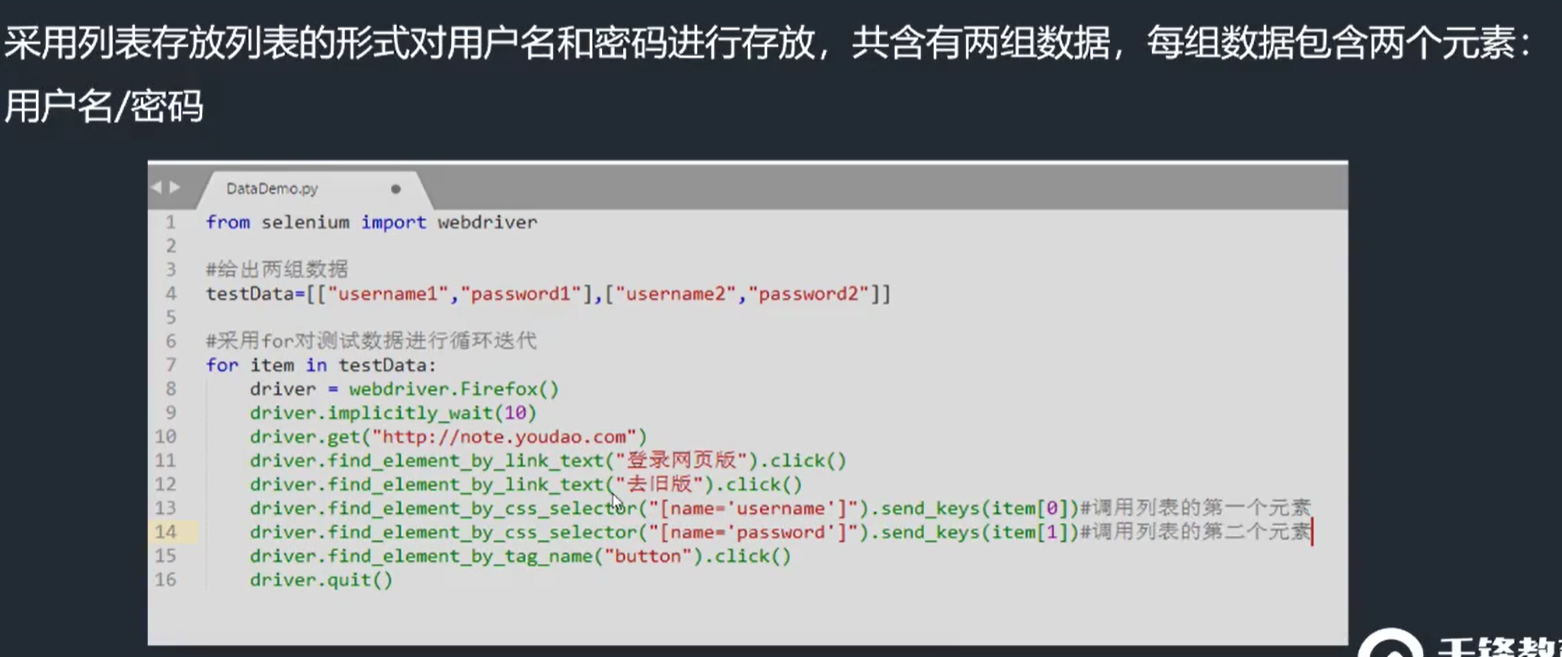 采用列表存放列表的形式对用户名和密码进行存放，共含有两组数据，每组数据包含两个元素：
用户名/密码
DataDemo.py
1 from selenium import webdriver
2
3 #给出两组数据
4 testData=[["username1","password1"],["username2","password2"]]
5
6 #采用for对测试数据进行循环迭代
7 for item in testData:
8 driver = webdriver.Firefox()
9 driver.implicitly_wait(10)
10 driver.get("http://note.youdao.com")
11 driver.find_element_by_link_text("登录网页版").click()
12 driver.find_element_by_link_text("去旧版").click()
13 driver.find_element_by_css_selector("[name='username']").send_keys(item[0])#调用列表的第一个元素
14 driver.find_element_by_css_selector("[name='password']").send_keys(item[1])#调用列表的第二个元素
15 driver.find_element_by_tag_name("button").click()
16 driver.quit()